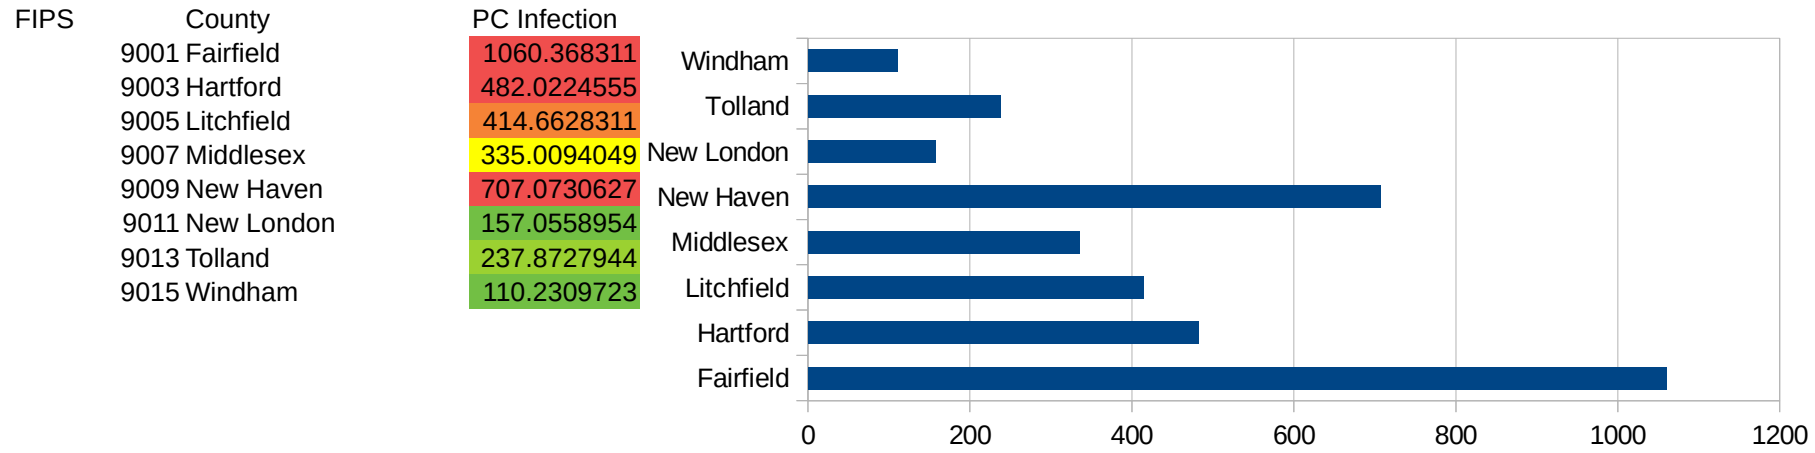 FIPS County PC Infection
9001 Fairfield 1060.368311
9003 Hartford 482.0224555
9005 Litchfield 414.6628311
9007 Middlesex 335.0094049
9009 New Haven 707.0730627
9011 New London 157.0558954
9013 Tolland 237.8727944
9015 Windham 110.2309723
Windham
Tolland
New London
New Haven
Middlesex
Litchfield
Hartford
Fairfield
0 200 400 600 800 1000 1200